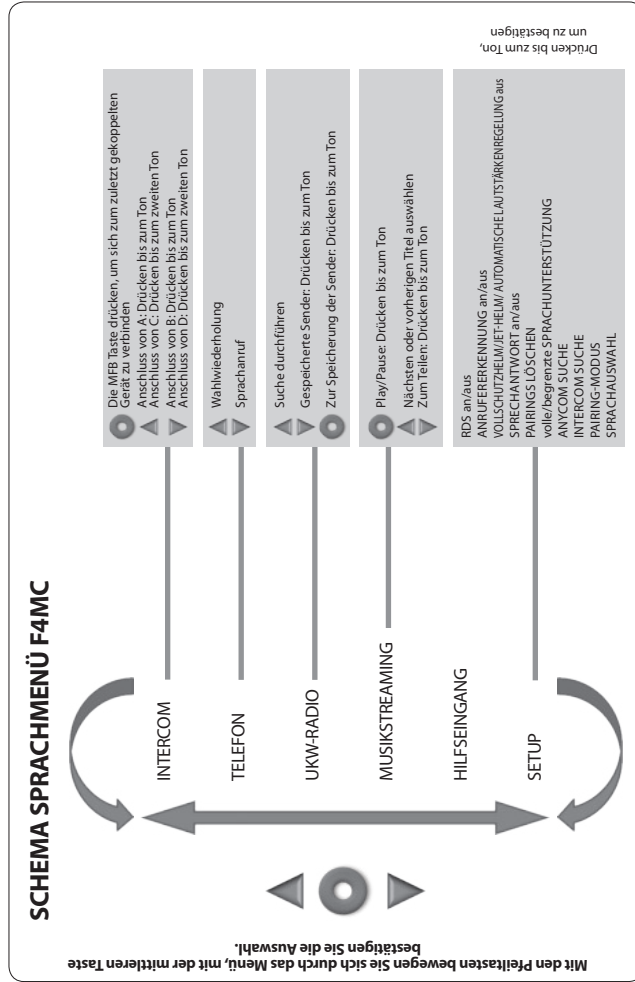 SCHEMA SPRACHMENÜ F4MC
Mit den Pfeiltasten bewegen Sie sich durch das Menü, mit der mittleren Taste
bestätigen Sie die Auswahl.
INTERCOM
Die MFB Taste drücken, um sich zum zuletzt gekoppelten
Gerät zu verbinden
Anschluss von A: Drücken bis zum Ton
Anschluss von C: Drücken bis zum zweiten Ton
Anschluss von B: Drücken bis zum Ton
Anschluss von D: Drücken bis zum zweiten Ton
TELEFON
Wahlwiederholung
Sprachanruf
UKW-RADIO
Suche durchführen
Gespeicherte Sender: Drücken bis zum Ton
Zur Speicherung der Sender: Drücken bis zum Ton
MUSIKSTREAMING
Play/Pause: Drücken bis zum Ton
Nächsten oder vorherigen Titel auswählen
Zum Teilen: Drücken bis zum Ton
HILFSEINGANG
SETUP
RDS an/aus
ANRUFERERKENNUNG an/aus
VOLLSCHUTZHELM/JET-HELM/ AUTOMATISCHE LAUTSTÄRKENREGELUNG aus
SPRECHANTWORT an/aus
PAIRINGS LÖSCHEN
volle/begrenzte SPRACHUNTERSTÜTZUNG
ANYCOM SUCHE
INTERCOM SUCHE
PAIRING-MODUS
SPRACHAUSWAHL
Drücken bis zum Ton,
um zu bestätigen